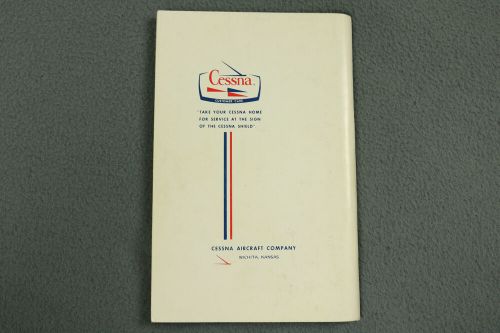 Cessna.
CUSTOMER CARE
"TAKE YOUR CESSNA HOME
FOR SERVICE AT THE SIGN
OF THE CESSNA SHIELD"
CESSNA AIRCRAFT COMPANY
WICHITA, KANSAS